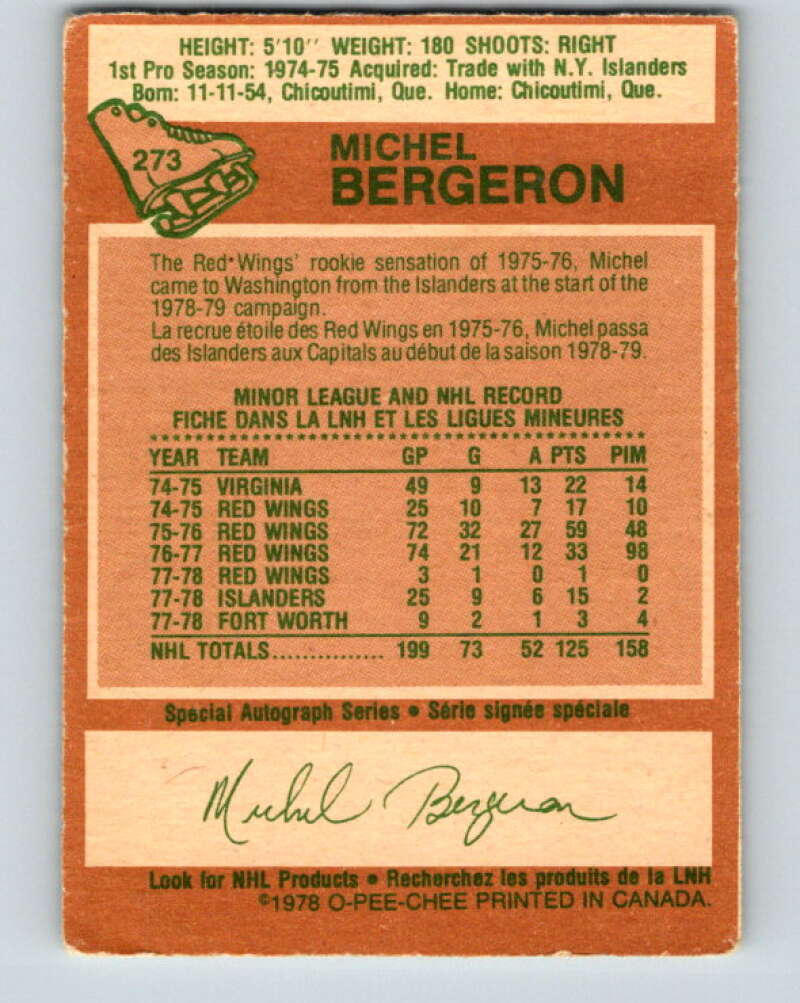 HEIGHT: 5'10'' WEIGHT: 180 SHOOTS: RIGHT
1st Pro Season: 1974-75 Acquired: Trade with N.Y. Islanders
Born: 11-11-54, Chicoutimi, Que. Home: Chicoutimi, Que.
273
MICHEL
BERGERON
The Red Wings' rookie sensation of 1975-76, Michel
came to Washington from the Islanders at the start of the
1978-79 campaign.
La recrue étoile des Red Wings en 1975-76, Michel passa
des Islanders aux Capitals au début de la saison 1978-79.
MINOR LEAGUE AND NHL RECORD
FICHE DANS LA LNH ET LES LIGUES MINEURES
YEAR TEAM GP G A PTS PIM
74-75 VIRGINIA 49 9 13 22 14
74-75 RED WINGS 25 10 7 17 10
75-76 RED WINGS 72 32 27 59 48
76-77 RED WINGS 74 21 12 33 98
77-78 RED WINGS 3 1 0 1 0
77-78 ISLANDERS 25 9 6 15 2
77-78 FORT WORTH 9 2 1 3 4
NHL TOTALS............... 199 73 52 125 158
Special Autograph Series • Série signée spéciale
Michel Bergeron
Look for NHL Products • Recherchez les produits de la LNH
©1978 O-PEE-CHEE PRINTED IN CANADA.